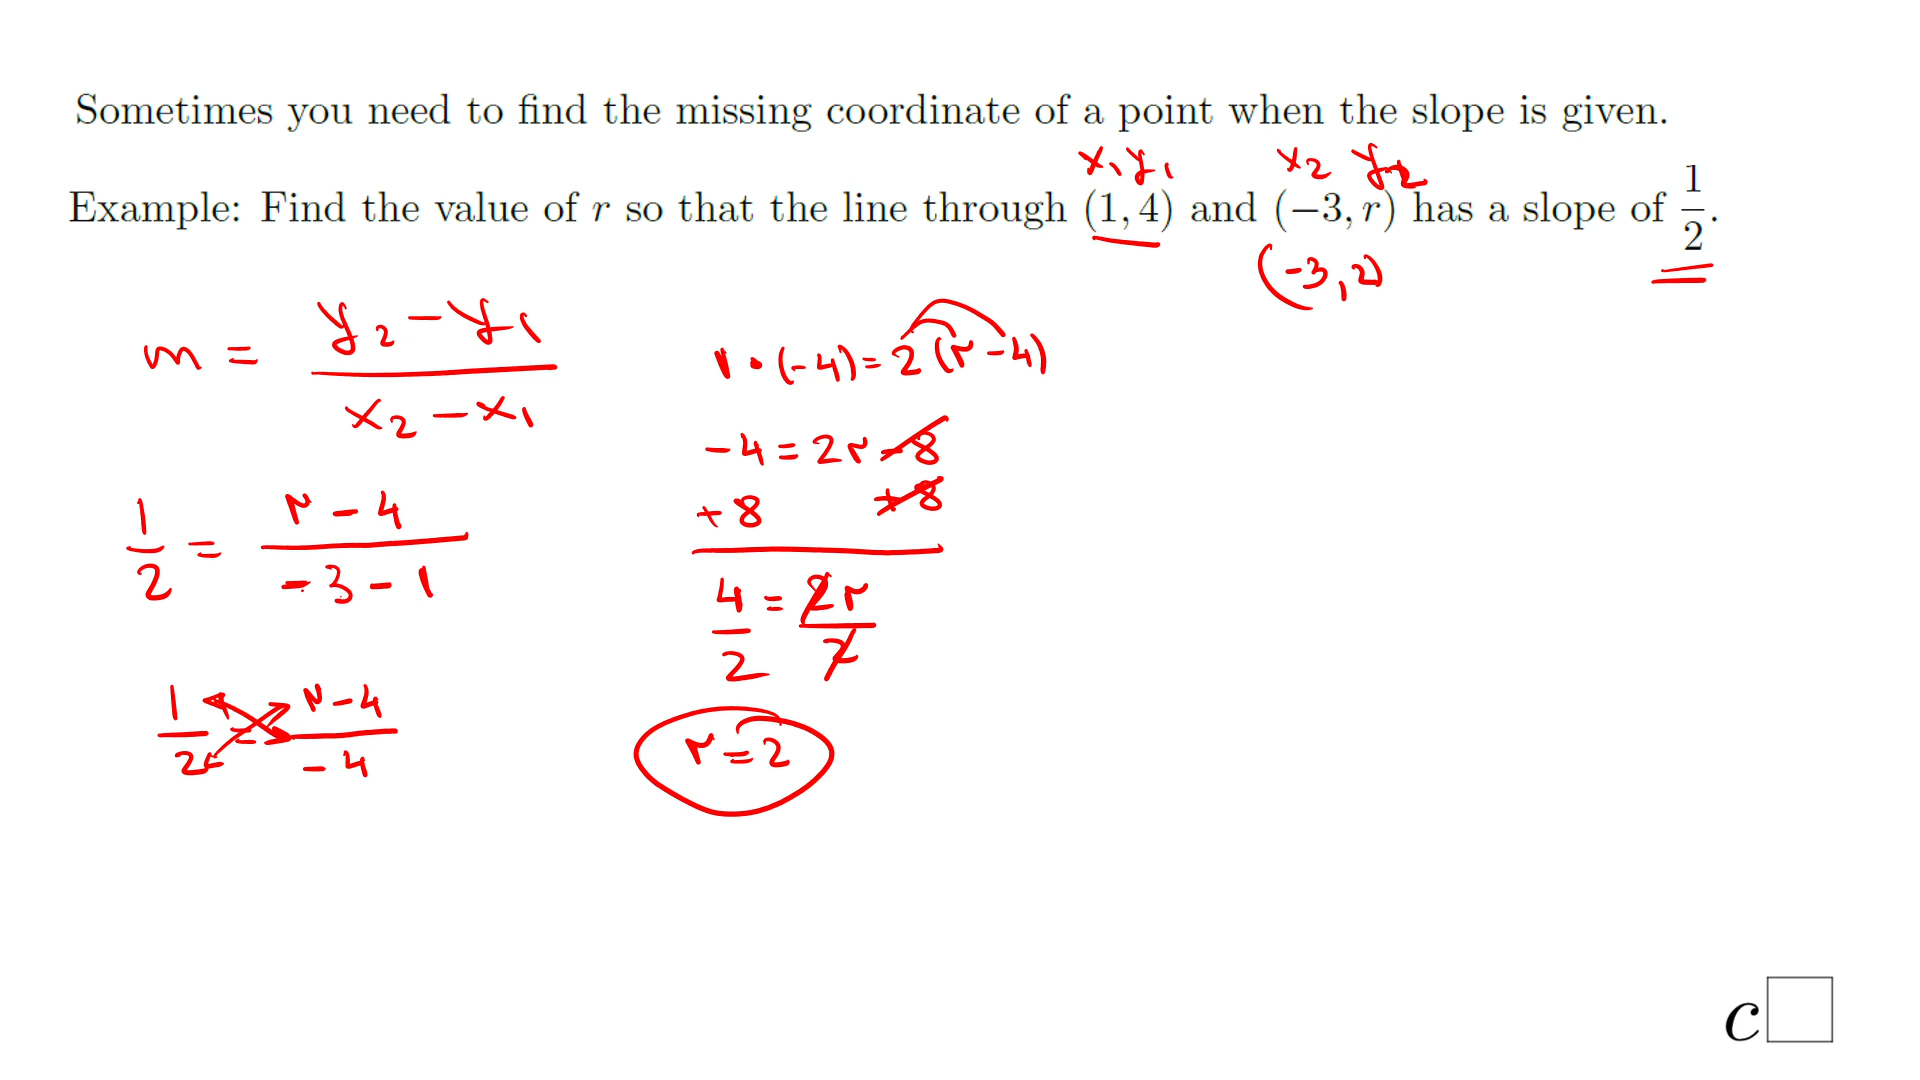 Sometimes you need to find the missing coordinate of a point when the slope is given.
x₁ y₁ x₂ y₂
Example: Find the value of r so that the line through (1, 4) and (−3, r) has a slope of 1/2.
(-3, 2)
m = (y₂ - y₁)/(x₂ - x₁)
1/2 = (r - 4)/(-3 - 1)
1/2 = (r - 4)/(-4)
1 • (-4) = 2(r - 4)
-4 = 2r - 8
+8 +8
4/2 = 2r/2
r = 2
c